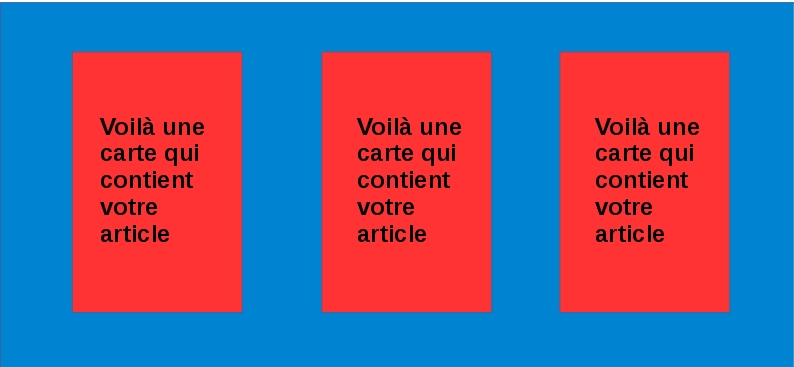 Voilà une
carte qui
contient
votre
article
Voilà une
carte qui
contient
votre
article
Voilà une
carte qui
contient
votre
article